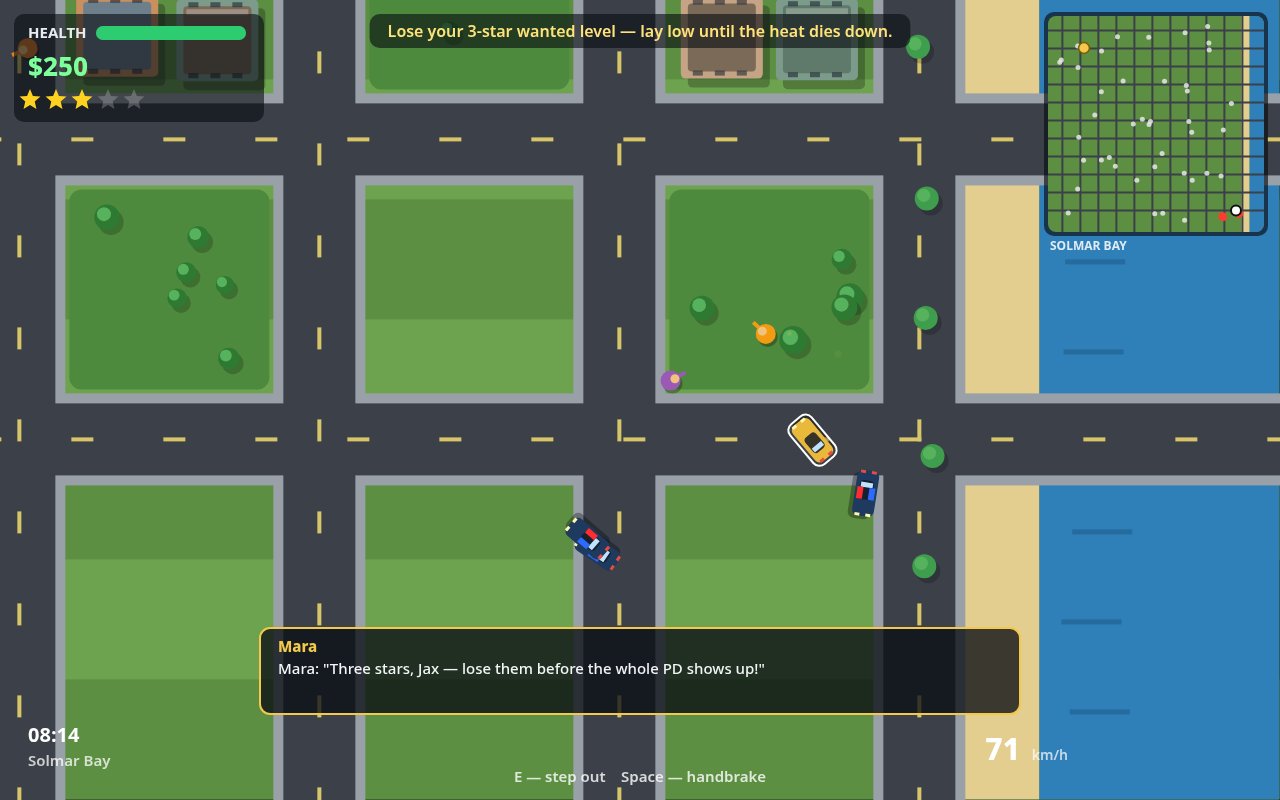 HEALTH
$250
Lose your 3-star wanted level — lay low until the heat dies down.
SOLMAR BAY
Mara
Mara: "Three stars, Jax — lose them before the whole PD shows up!"
08:14
Solmar Bay
71 km/h
E — step out Space — handbrake